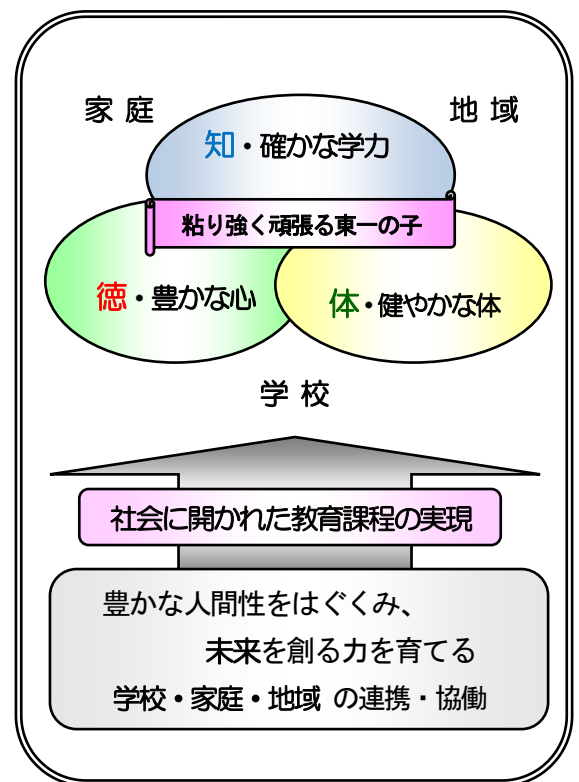 家庭
地域
知・確かな学力
粘り強く頑張る東一の子
徳・豊かな心
体・健やかな体
学校
社会に開かれた教育課程の実現
豊かな人間性をはぐくみ、
未来を創る力を育てる
学校・家庭・地域 の連携・協働